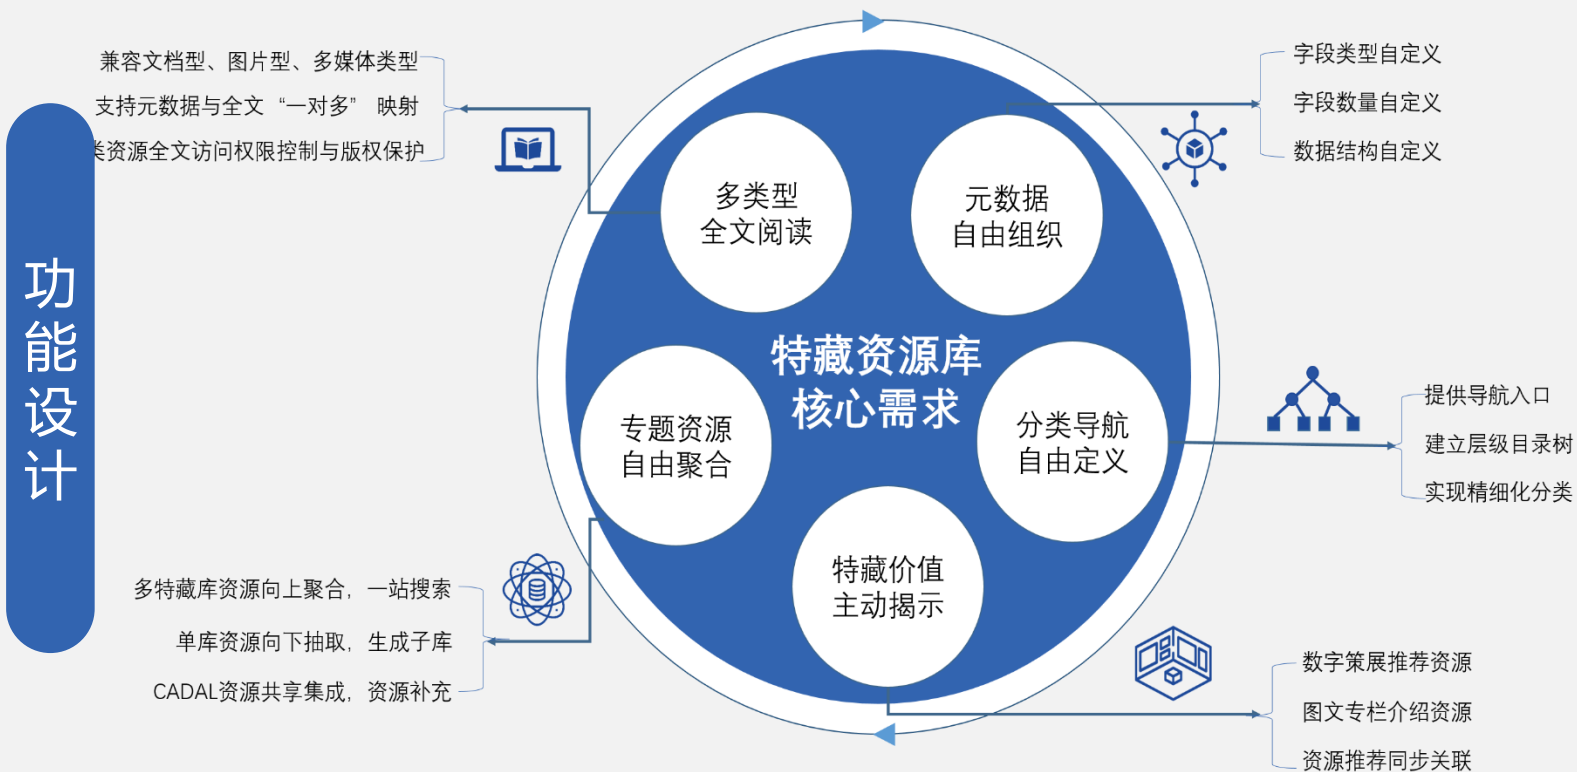 功能设计
兼容文档型、图片型、多媒体类型
支持元数据与全文 “一对多” 映射
类资源全文访问权限控制与版权保护
多类型
全文阅读
元数据
自由组织
字段类型自定义
字段数量自定义
数据结构自定义
特藏资源库
核心需求
专题资源
自由聚合
分类导航
自由定义
提供导航入口
建立层级目录树
实现精细化分类
特藏价值
主动揭示
多特藏库资源向上聚合，一站搜索
单库资源向下抽取，生成子库
CADAL资源共享集成，资源补充
数字策展推荐资源
图文专栏介绍资源
资源推荐同步关联